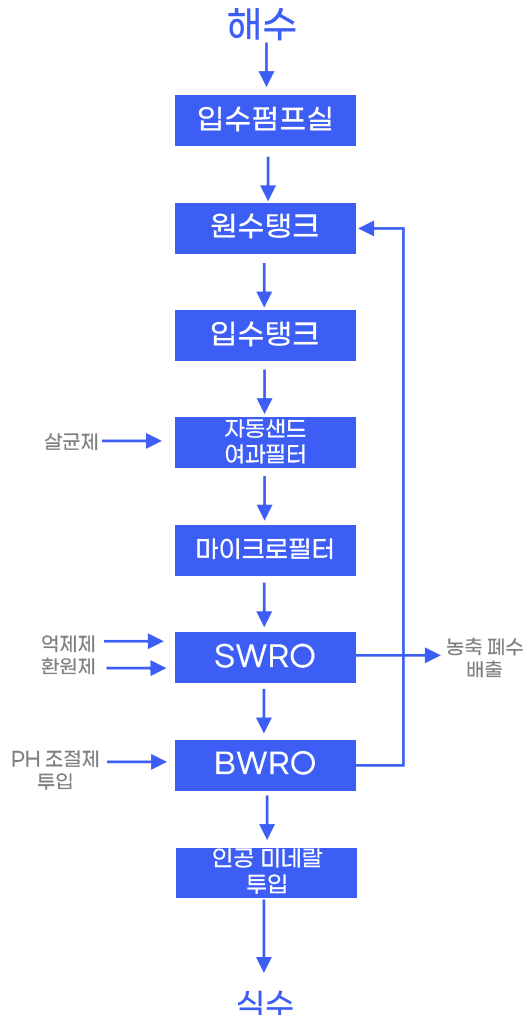 해수
입수펌프실
원수탱크
입수탱크
자동샌드
여과필터
살균제
마이크로필터
억제제
환원제
SWRO
농축 폐수
배출
PH 조절제
투입
BWRO
인공 미네랄
투입
식수